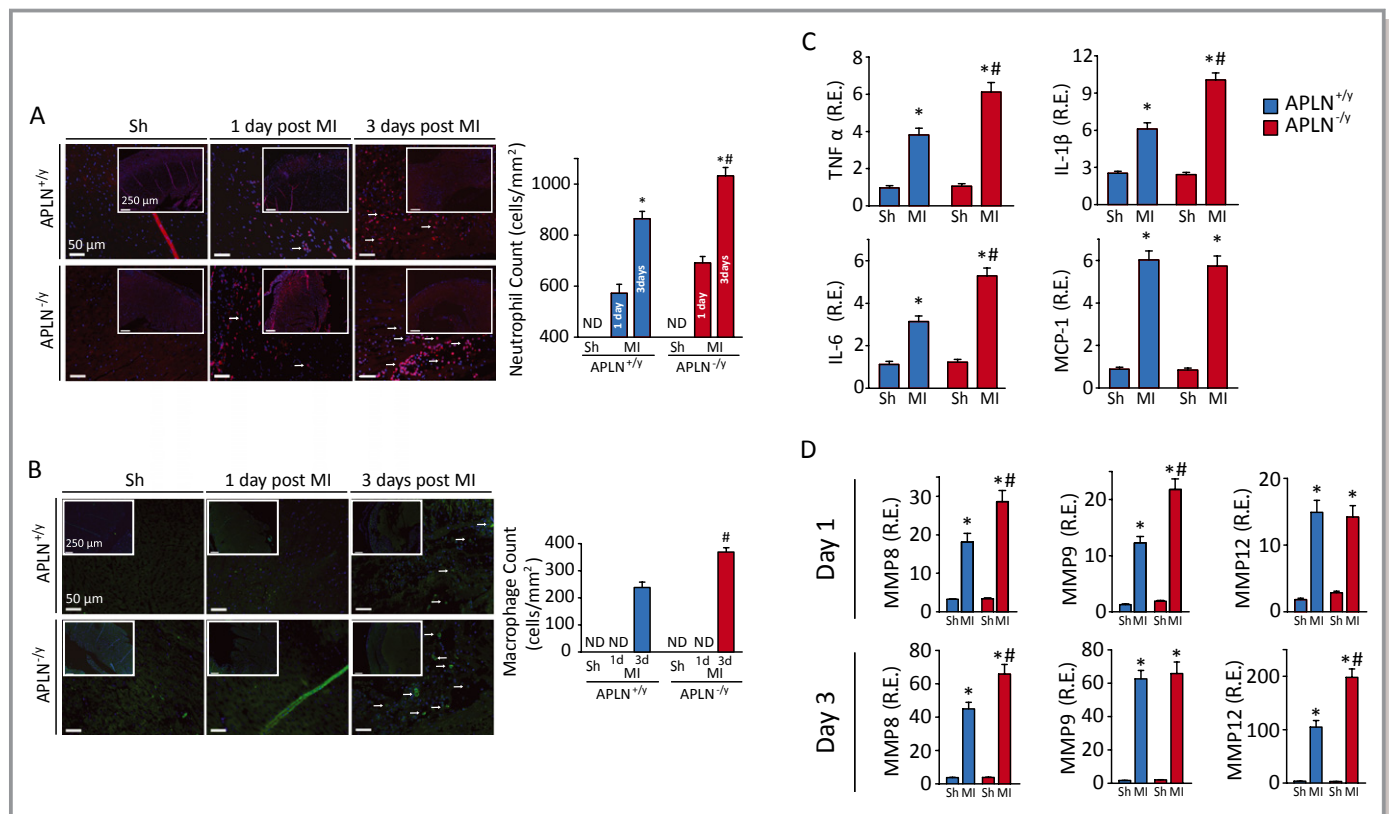 A
Sh
1 day post MI
3 days post MI
APLN+/y
250 µm
50 µm
APLN-/y
Neutrophil Count (cells/mm²)
1000
800
600
400
ND
1 day
3days
ND
1 day
3days
*
*#
Sh
MI
Sh
MI
APLN+/y
APLN-/y
B
Sh
1 day post MI
3 days post MI
APLN+/y
250 µm
50 µm
APLN-/y
Macrophage Count
(cells/mm²)
400
300
200
100
0
#
ND ND
ND ND
Sh 1d 3d
Sh 1d 3d
MI
MI
APLN+/y
APLN-/y
C
TNF α (R.E.)
8
6
4
2
0
*
*#
Sh MI Sh MI
IL-1β (R.E.)
12
9
6
3
0
*
*#
Sh MI Sh MI
APLN+/y
APLN-/y
IL-6 (R.E.)
6
4
2
0
*
*#
Sh MI Sh MI
MCP-1 (R.E.)
6
4
2
0
*
*
Sh MI Sh MI
D
Day 1
MMP8 (R.E.)
30
20
10
0
*
*#
Sh MI Sh MI
MMP9 (R.E.)
20
10
0
*
*#
Sh MI Sh MI
MMP12 (R.E.)
20
15
10
5
0
*
*
Sh MI Sh MI
Day 3
MMP8 (R.E.)
80
60
40
20
0
*
*#
Sh MI Sh MI
MMP9 (R.E.)
80
60
40
20
0
*
*
Sh MI Sh MI
MMP12 (R.E.)
200
100
0
*
*#
Sh MI Sh MI